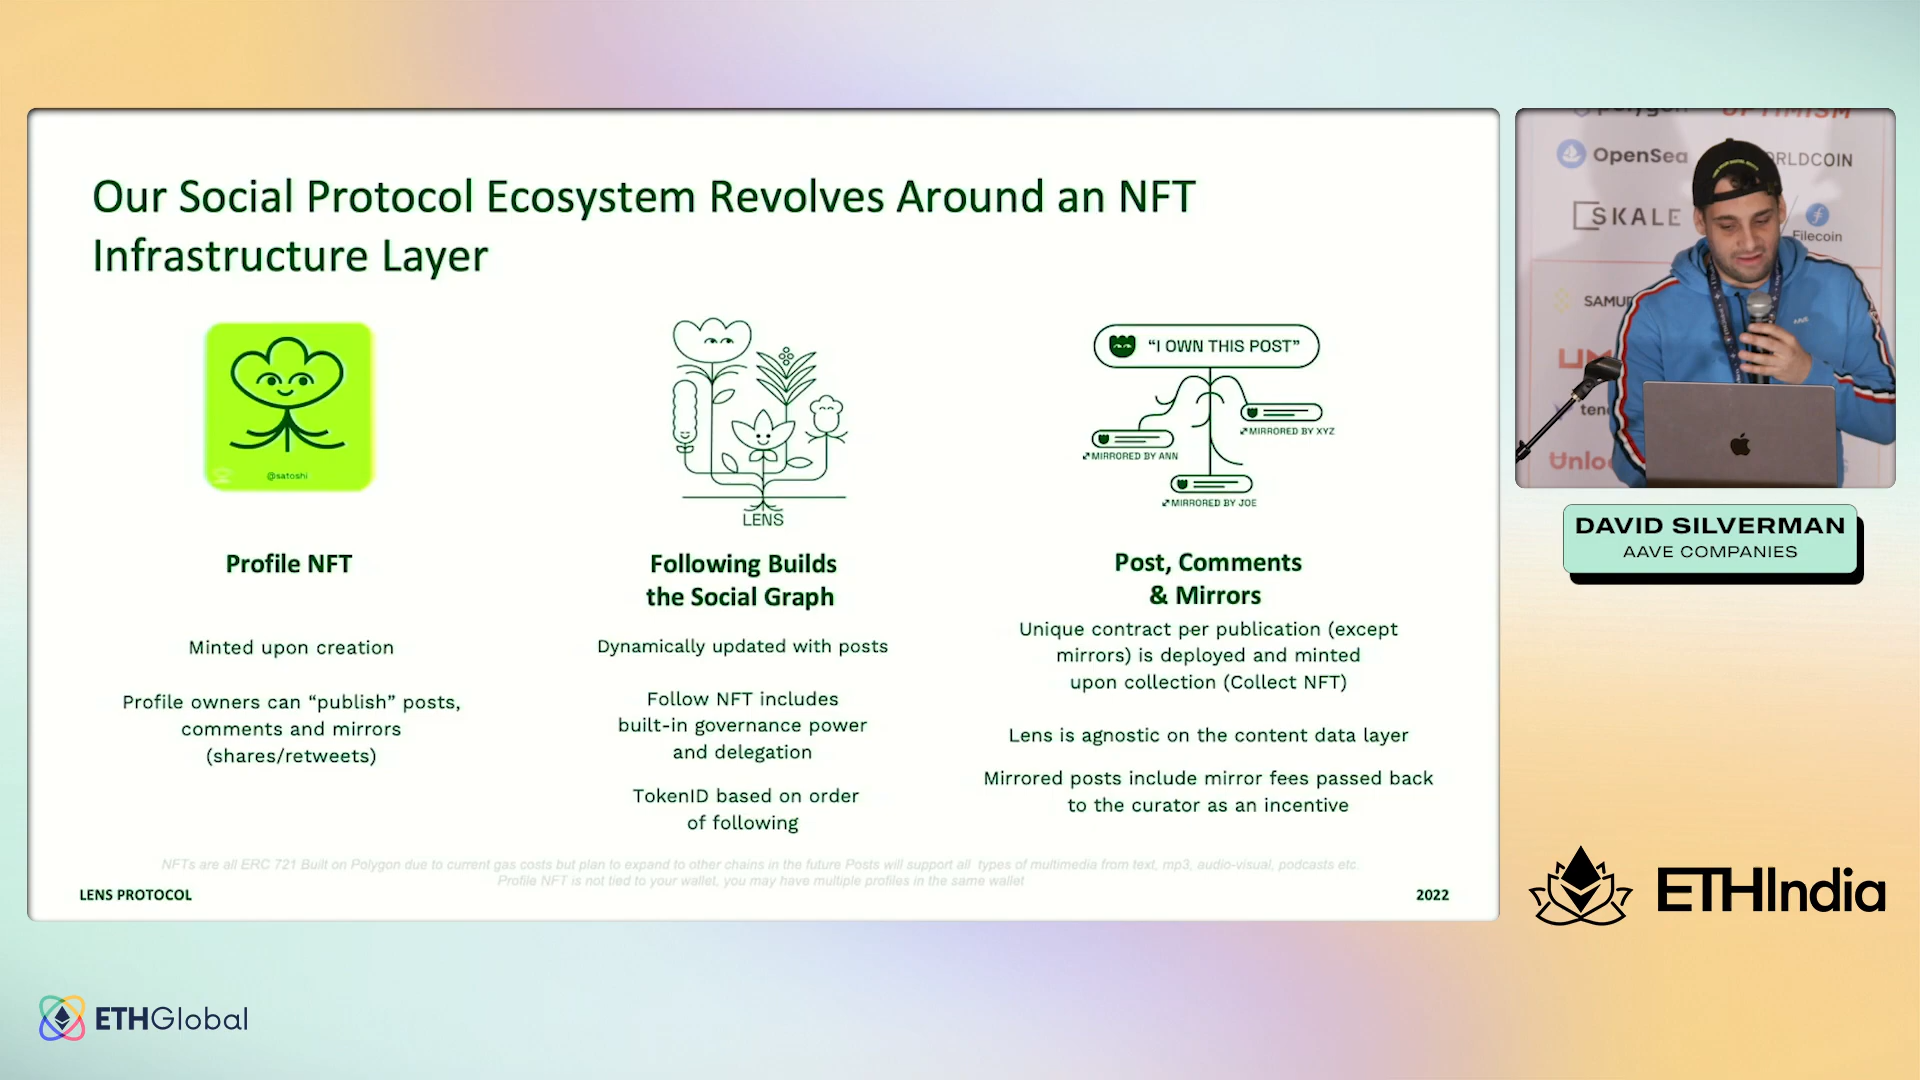 Our Social Protocol Ecosystem Revolves Around an NFT
Infrastructure Layer
@satoshi
Profile NFT
Minted upon creation
Profile owners can “publish” posts,
comments and mirrors
(shares/retweets)
LENS
Following Builds
the Social Graph
Dynamically updated with posts
Follow NFT includes
built-in governance power
and delegation
TokenID based on order
of following
“I OWN THIS POST”
MIRRORED BY XYZ
MIRRORED BY ANN
MIRRORED BY JOE
Post, Comments
& Mirrors
Unique contract per publication (except
mirrors) is deployed and minted
upon collection (Collect NFT)
Lens is agnostic on the content data layer
Mirrored posts include mirror fees passed back
to the curator as an incentive
NFTs are all ERC 721 Built on Polygon due to current gas costs but plan to expand to other chains in the future Posts will support all types of multimedia from text, mp3, audio-visual, podcasts etc.
Profile NFT is not tied to your wallet, you may have multiple profiles in the same wallet
LENS PROTOCOL
2022
polygon
OPTIMISM
OpenSea
SKALE
Filecoin
DAVID SILVERMAN
AAVE COMPANIES
ETHIndia
ETHGlobal